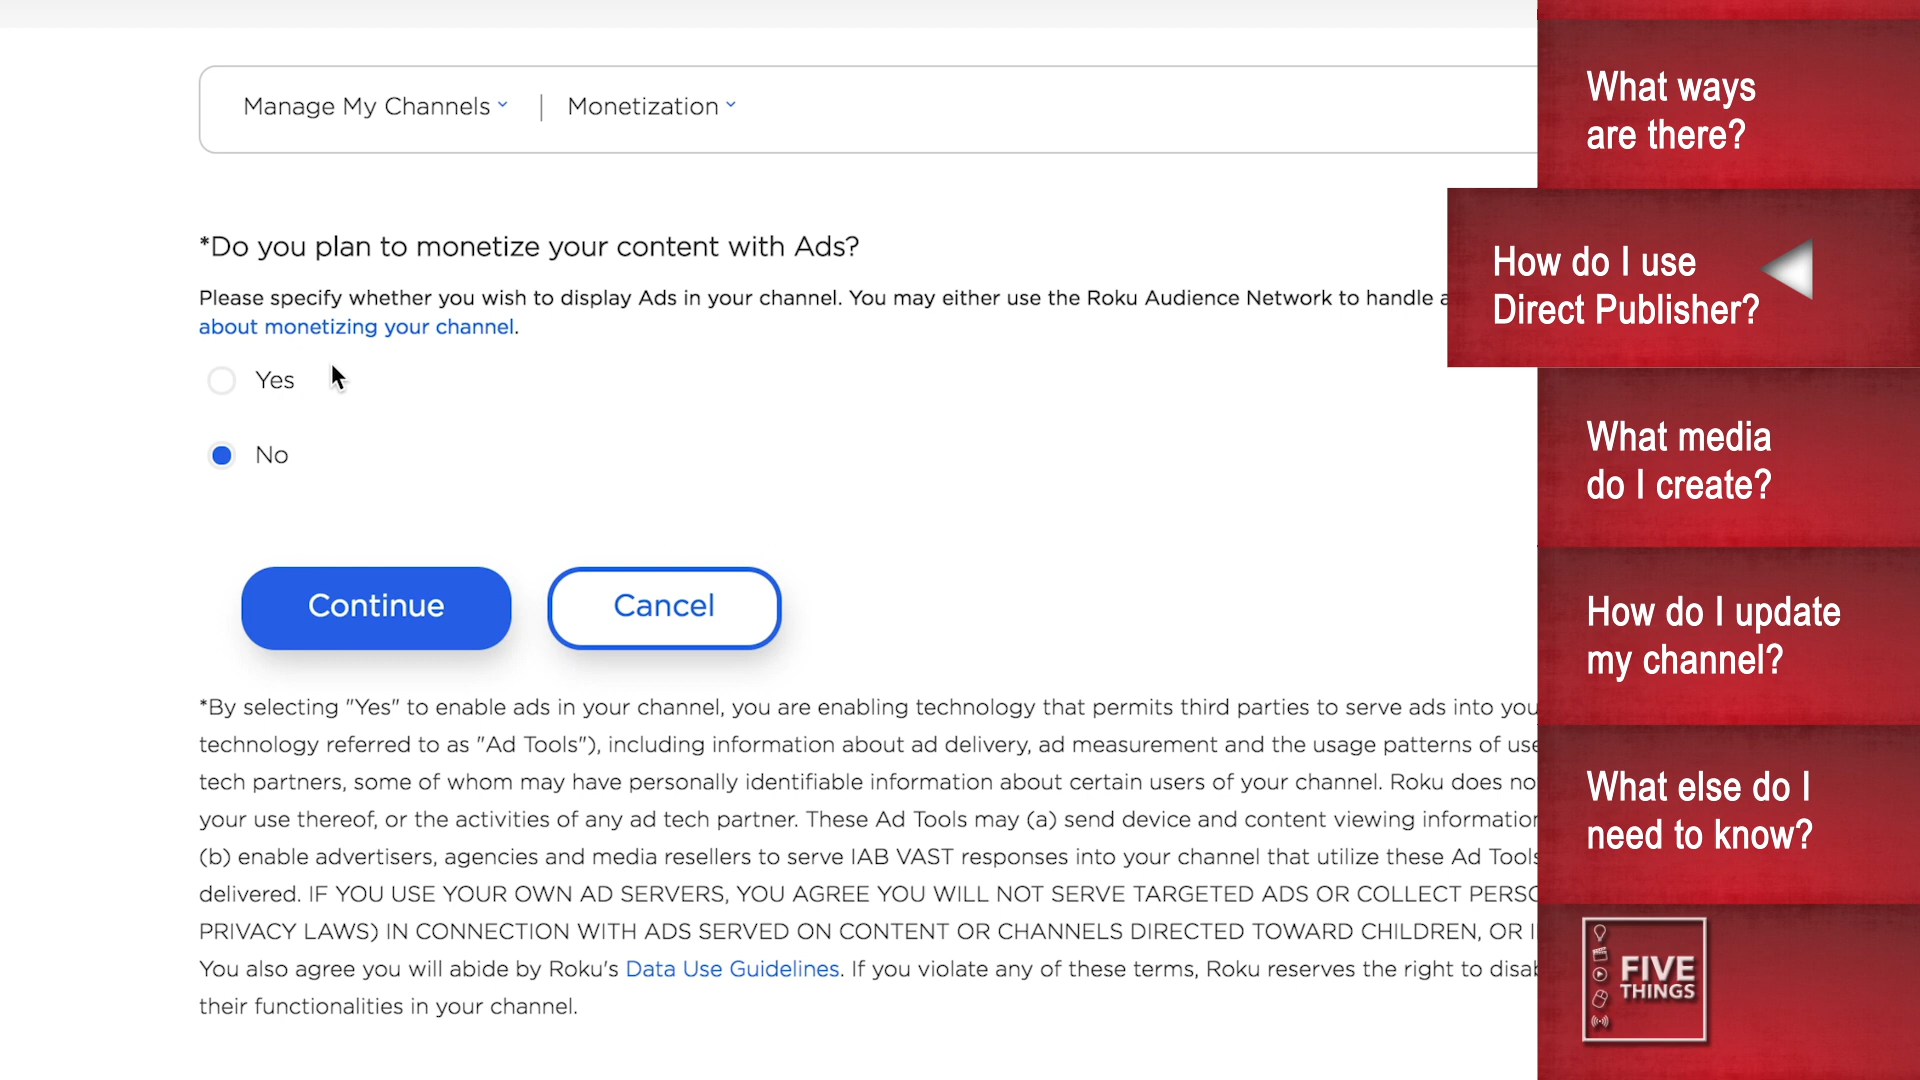 Manage My Channels
Monetization
*Do you plan to monetize your content with Ads?
Please specify whether you wish to display Ads in your channel. You may either use the Roku Audience Network to handle
about monetizing your channel.
Yes
No
Continue
Cancel
*By selecting "Yes" to enable ads in your channel, you are enabling technology that permits third parties to serve ads into
technology referred to as "Ad Tools"), including information about ad delivery, ad measurement and the usage patterns of
tech partners, some of whom may have personally identifiable information about certain users of your channel. Roku does
your use thereof, or the activities of any ad tech partner. These Ad Tools may (a) send device and content viewing
(b) enable advertisers, agencies and media resellers to serve IAB VAST responses into your channel that utilize these Ad
delivered. IF YOU USE YOUR OWN AD SERVERS, YOU AGREE YOU WILL NOT SERVE TARGETED ADS OR COLLECT
PRIVACY LAWS) IN CONNECTION WITH ADS SERVED ON CONTENT OR CHANNELS DIRECTED TOWARD CHILDREN, OR
You also agree you will abide by Roku's Data Use Guidelines. If you violate any of these terms, Roku reserves the right to
their functionalities in your channel.
What ways
are there?
How do I use
Direct Publisher?
What media
do I create?
How do I update
my channel?
What else do I
need to know?
FIVE
THINGS